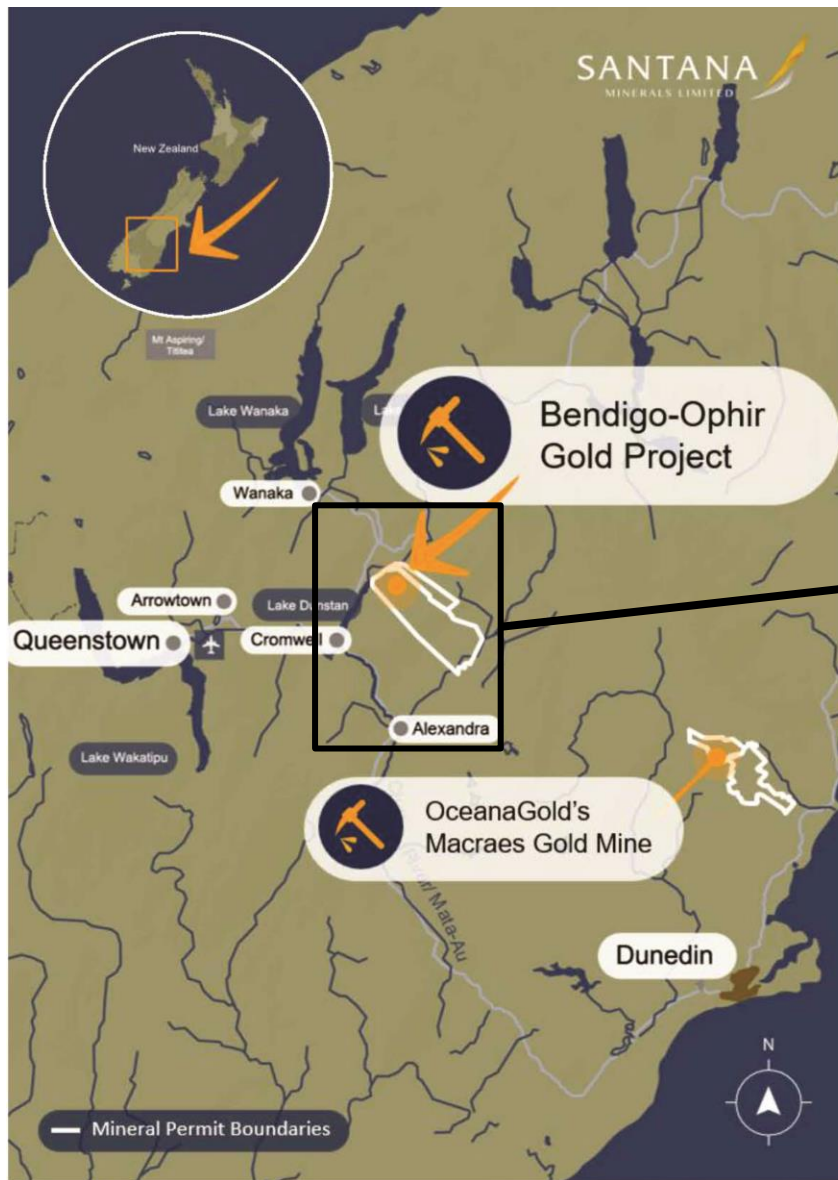 SANTANA
MINERALS LIMITED
New Zealand
Mt Aspiring/
Tititea
Lake Wanaka
Bendigo-Ophir
Gold Project
Wanaka
Arrowtown
Lake Dunstan
Queenstown
Cromwell
Alexandra
Lake Wakatipu
OceanaGold's
Macraes Gold Mine
River/ Mata-Au
Dunedin
N
Mineral Permit Boundaries